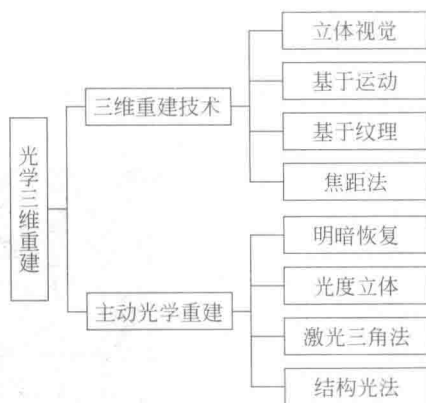 光学三维重建
三维重建技术
立体视觉
基于运动
基于纹理
焦距法
主动光学重建
明暗恢复
光度立体
激光三角法
结构光法